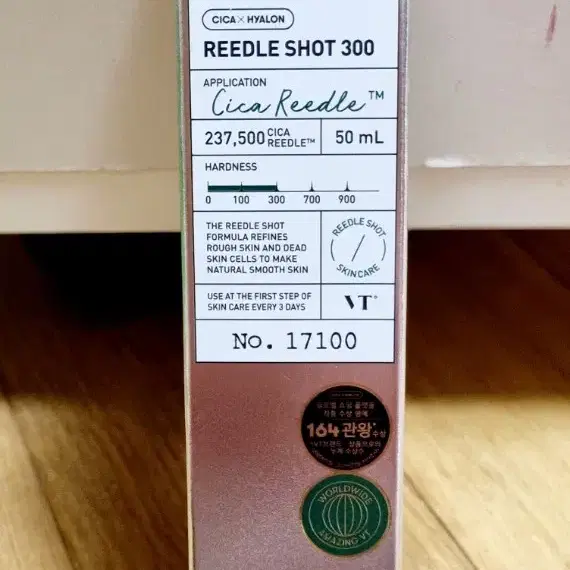 CICA × HYALON
REEDLE SHOT 300
APPLICATION
Cica Reedle™
237,500 CICA REEDLE™
50 mL
HARDNESS
0 100 300 700 900
THE REEDLE SHOT
FORMULA REFINES
ROUGH SKIN AND DEAD
SKIN CELLS TO MAKE
NATURAL SMOOTH SKIN
REEDLE SHOT
SKINCARE
USE AT THE FIRST STEP OF
SKIN CARE EVERY 3 DAYS
VT
No. 17100
164 관왕
WORLDWIDE
AMAZING VT